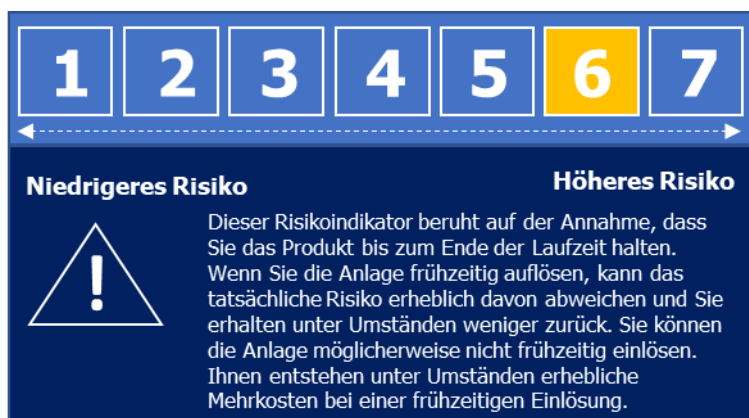 1 2 3 4 5 6 7
Niedrigeres Risiko
Höheres Risiko
!
Dieser Risikoindikator beruht auf der Annahme, dass
Sie das Produkt bis zum Ende der Laufzeit halten.
Wenn Sie die Anlage frühzeitig auflösen, kann das
tatsächliche Risiko erheblich davon abweichen und Sie
erhalten unter Umständen weniger zurück. Sie können
die Anlage möglicherweise nicht frühzeitig einlösen.
Ihnen entstehen unter Umständen erhebliche
Mehrkosten bei einer frühzeitigen Einlösung.